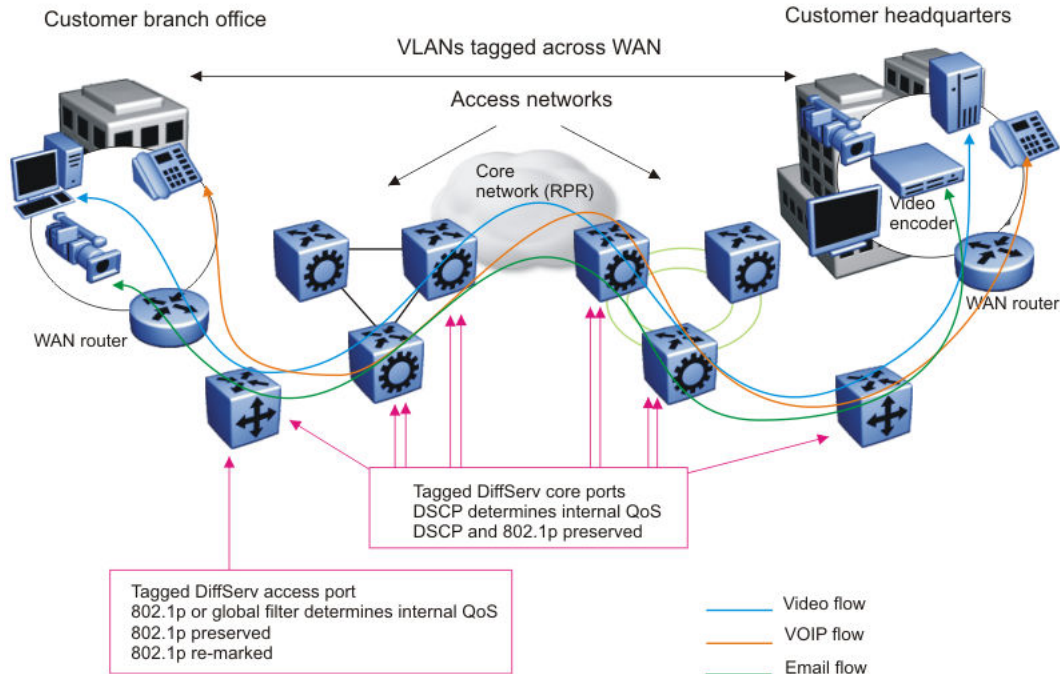 Customer branch office
Customer headquarters
VLANs tagged across WAN
Access networks
Core
network (RPR)
Video
encoder
WAN router
WAN router
Tagged DiffServ core ports
DSCP determines internal QoS
DSCP and 802.1p preserved
Tagged DiffServ access port
802.1p or global filter determines internal QoS
802.1p preserved
802.1p re-marked
Video flow
VOIP flow
Email flow